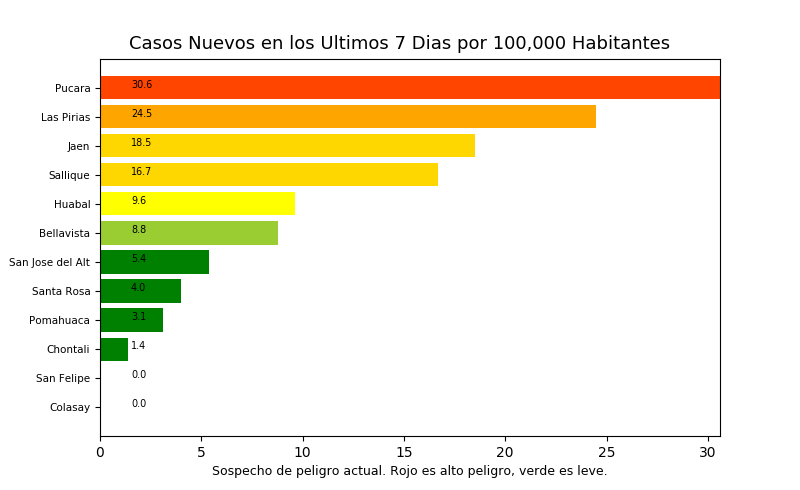 Casos Nuevos en los Ultimos 7 Dias por 100,000 Habitantes
Pucara 30.6
Las Pirias 24.5
Jaen 18.5
Sallique 16.7
Huabal 9.6
Bellavista 8.8
San Jose del Alt 5.4
Santa Rosa 4.0
Pomahuaca 3.1
Chontali 1.4
San Felipe 0.0
Colasay 0.0
0 5 10 15 20 25 30
Sospecho de peligro actual. Rojo es alto peligro, verde es leve.